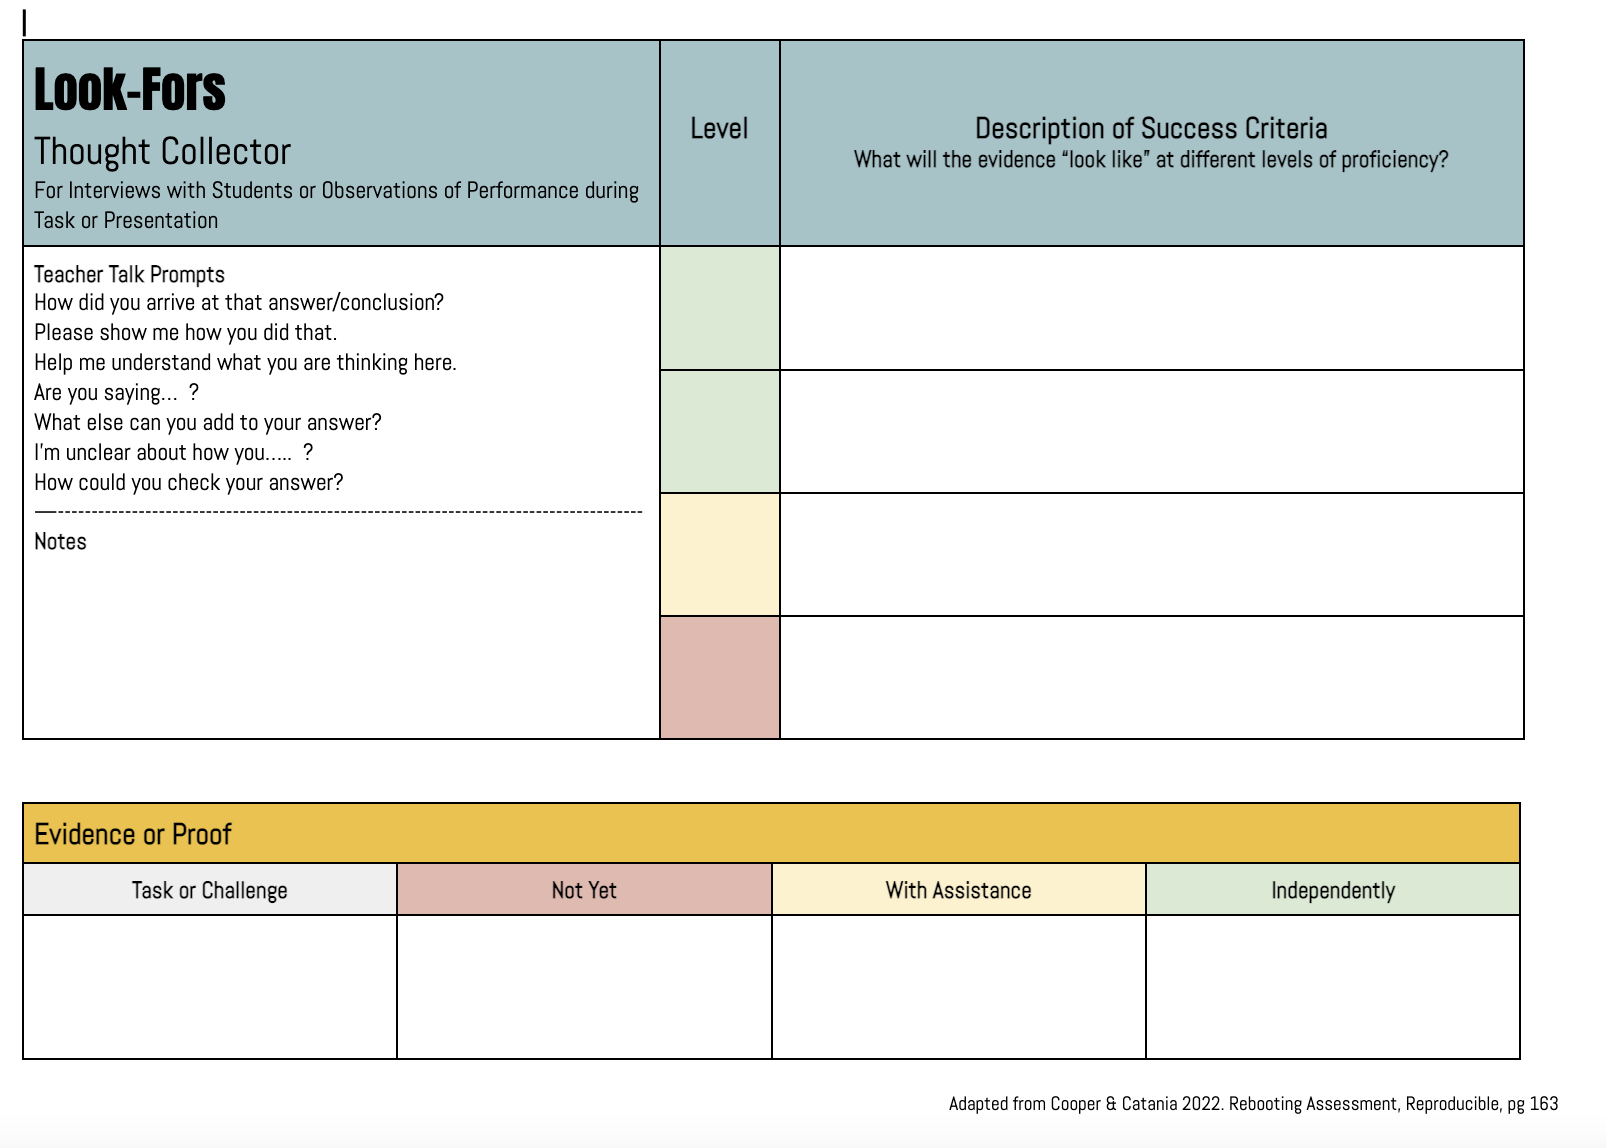 Look-Fors
Thought Collector
For Interviews with Students or Observations of Performance during
Task or Presentation
Level
Description of Success Criteria
What will the evidence “look like” at different levels of proficiency?
Teacher Talk Prompts
How did you arrive at that answer/conclusion?
Please show me how you did that.
Help me understand what you are thinking here.
Are you saying… ?
What else can you add to your answer?
I'm unclear about how you….. ?
How could you check your answer?
Notes
Evidence or Proof
Task or Challenge
Not Yet
With Assistance
Independently
Adapted from Cooper & Catania 2022. Rebooting Assessment, Reproducible, pg 163